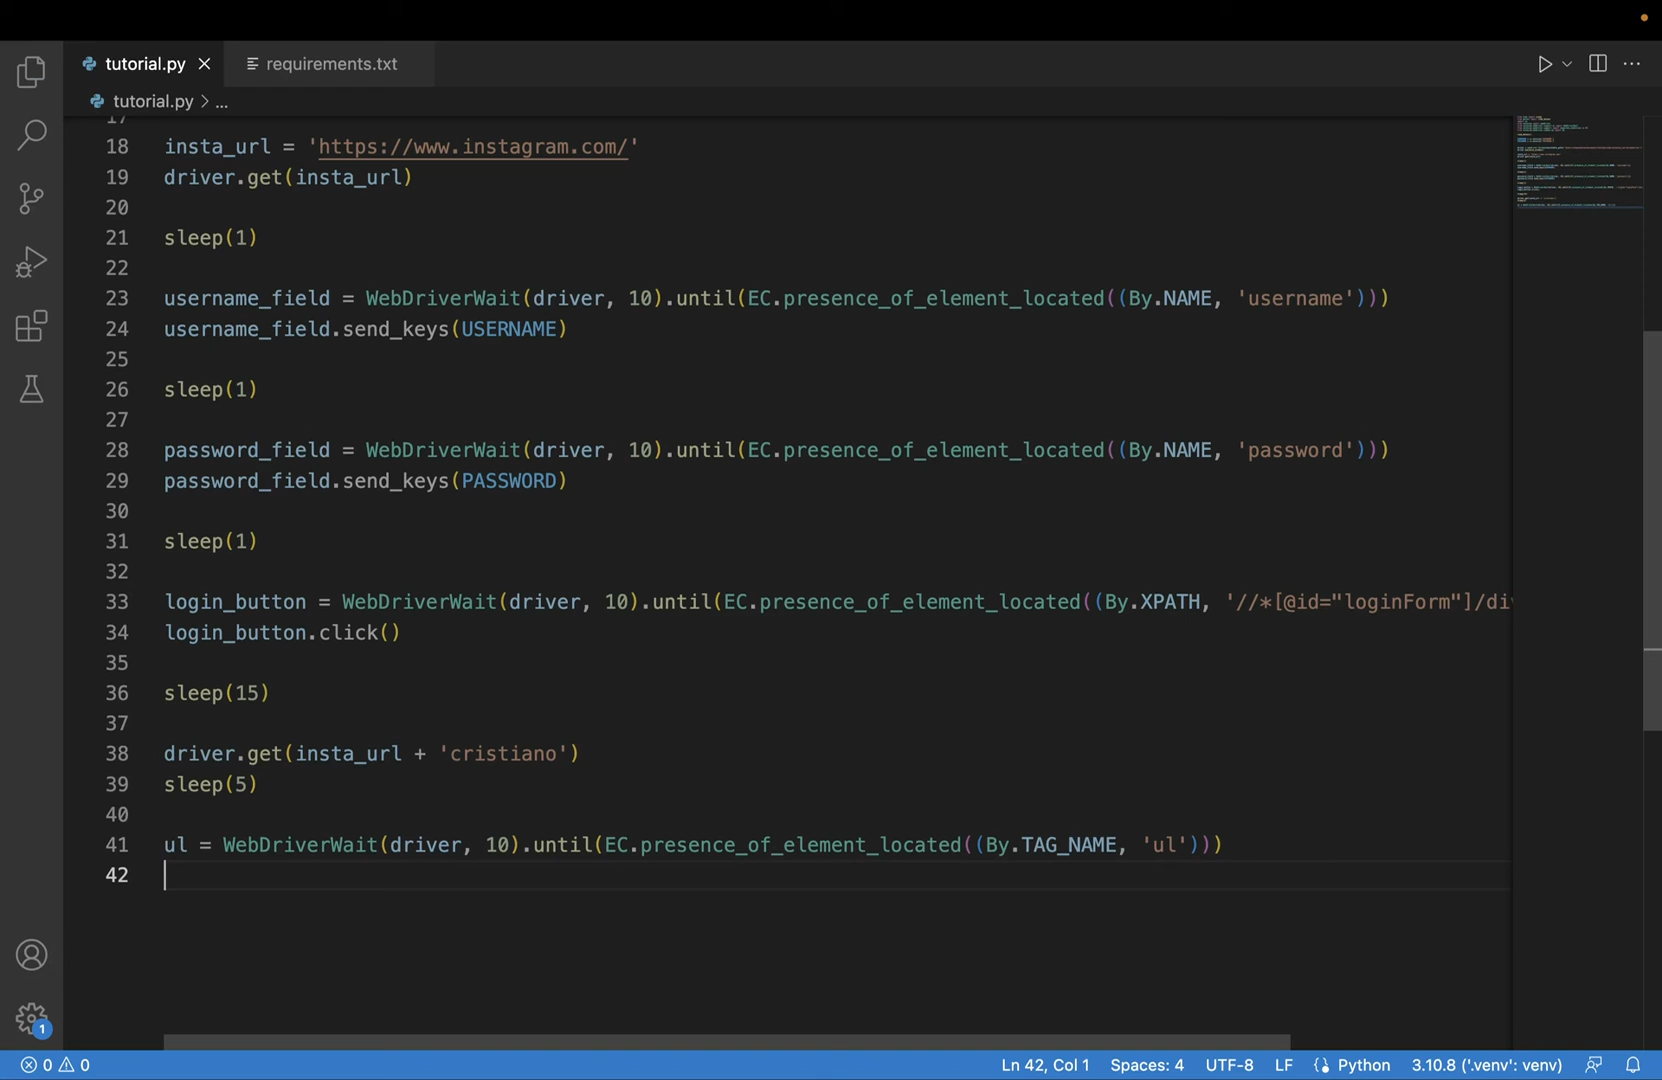 tutorial.py
requirements.txt
tutorial.py > ...
17
18 insta_url = 'https://www.instagram.com/'
19 driver.get(insta_url)
20
21 sleep(1)
22
23 username_field = WebDriverWait(driver, 10).until(EC.presence_of_element_located((By.NAME, 'username')))
24 username_field.send_keys(USERNAME)
25
26 sleep(1)
27
28 password_field = WebDriverWait(driver, 10).until(EC.presence_of_element_located((By.NAME, 'password')))
29 password_field.send_keys(PASSWORD)
30
31 sleep(1)
32
33 login_button = WebDriverWait(driver, 10).until(EC.presence_of_element_located((By.XPATH, '//*[@id="loginForm"]/di
34 login_button.click()
35
36 sleep(15)
37
38 driver.get(insta_url + 'cristiano')
39 sleep(5)
40
41 ul = WebDriverWait(driver, 10).until(EC.presence_of_element_located((By.TAG_NAME, 'ul')))
42
1
0 0 Ln 42, Col 1 Spaces: 4 UTF-8 LF Python 3.10.8 ('.venv': venv)